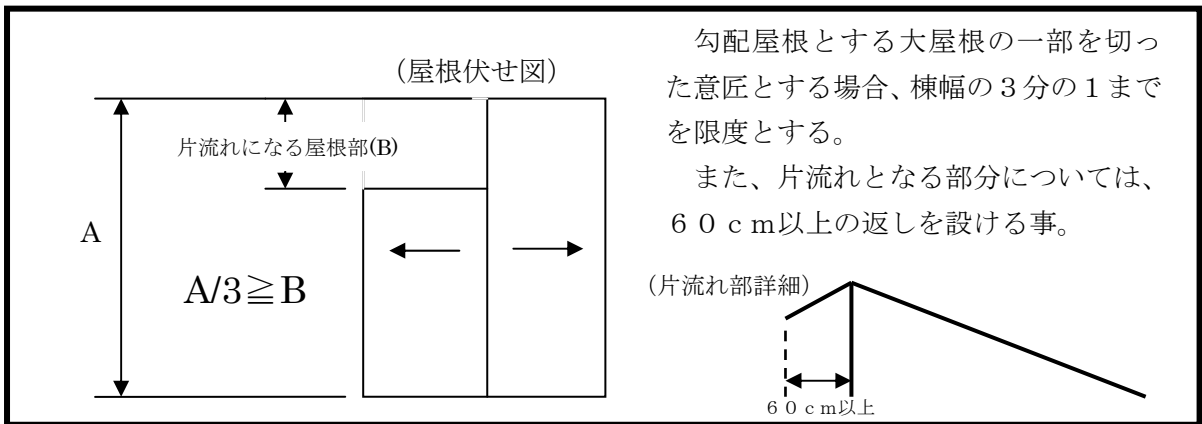 (屋根伏せ図)
片流れになる屋根部(B)
A
A/3≧B
　勾配屋根とする大屋根の一部を切っ
た意匠とする場合、棟幅の３分の１まで
を限度とする。
　また、片流れとなる部分については、
６０ｃｍ以上の返しを設ける事。
(片流れ部詳細)
６０ｃｍ以上